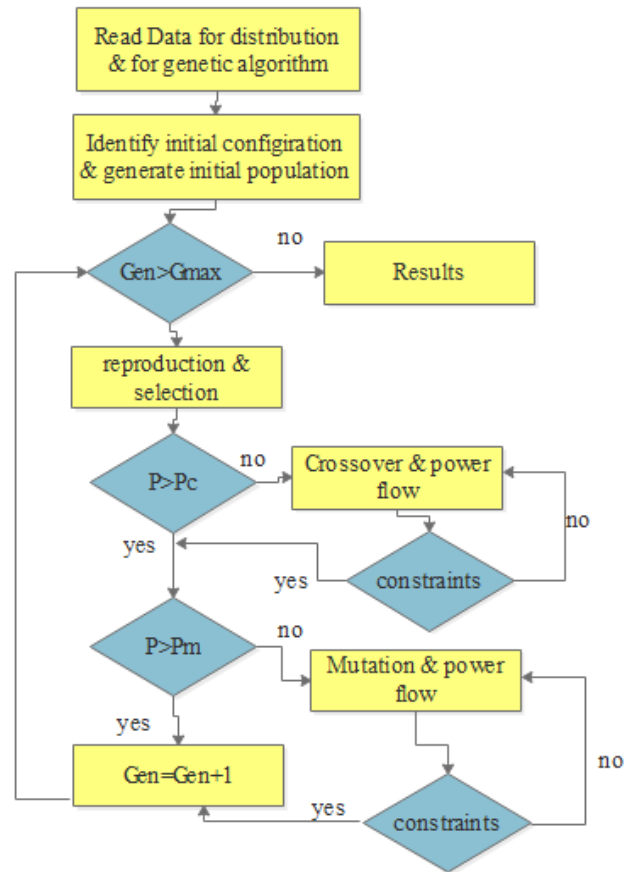 Read Data for distribution
& for genetic algorithm
Identify initial configiration
& generate initial population
Gen>Gmax
no
Results
reproduction &
selection
P>Pc
no
Crossover & power
flow
no
yes
yes
constraints
P>Pm
no
Mutation & power
flow
no
yes
Gen=Gen+1
yes
constraints